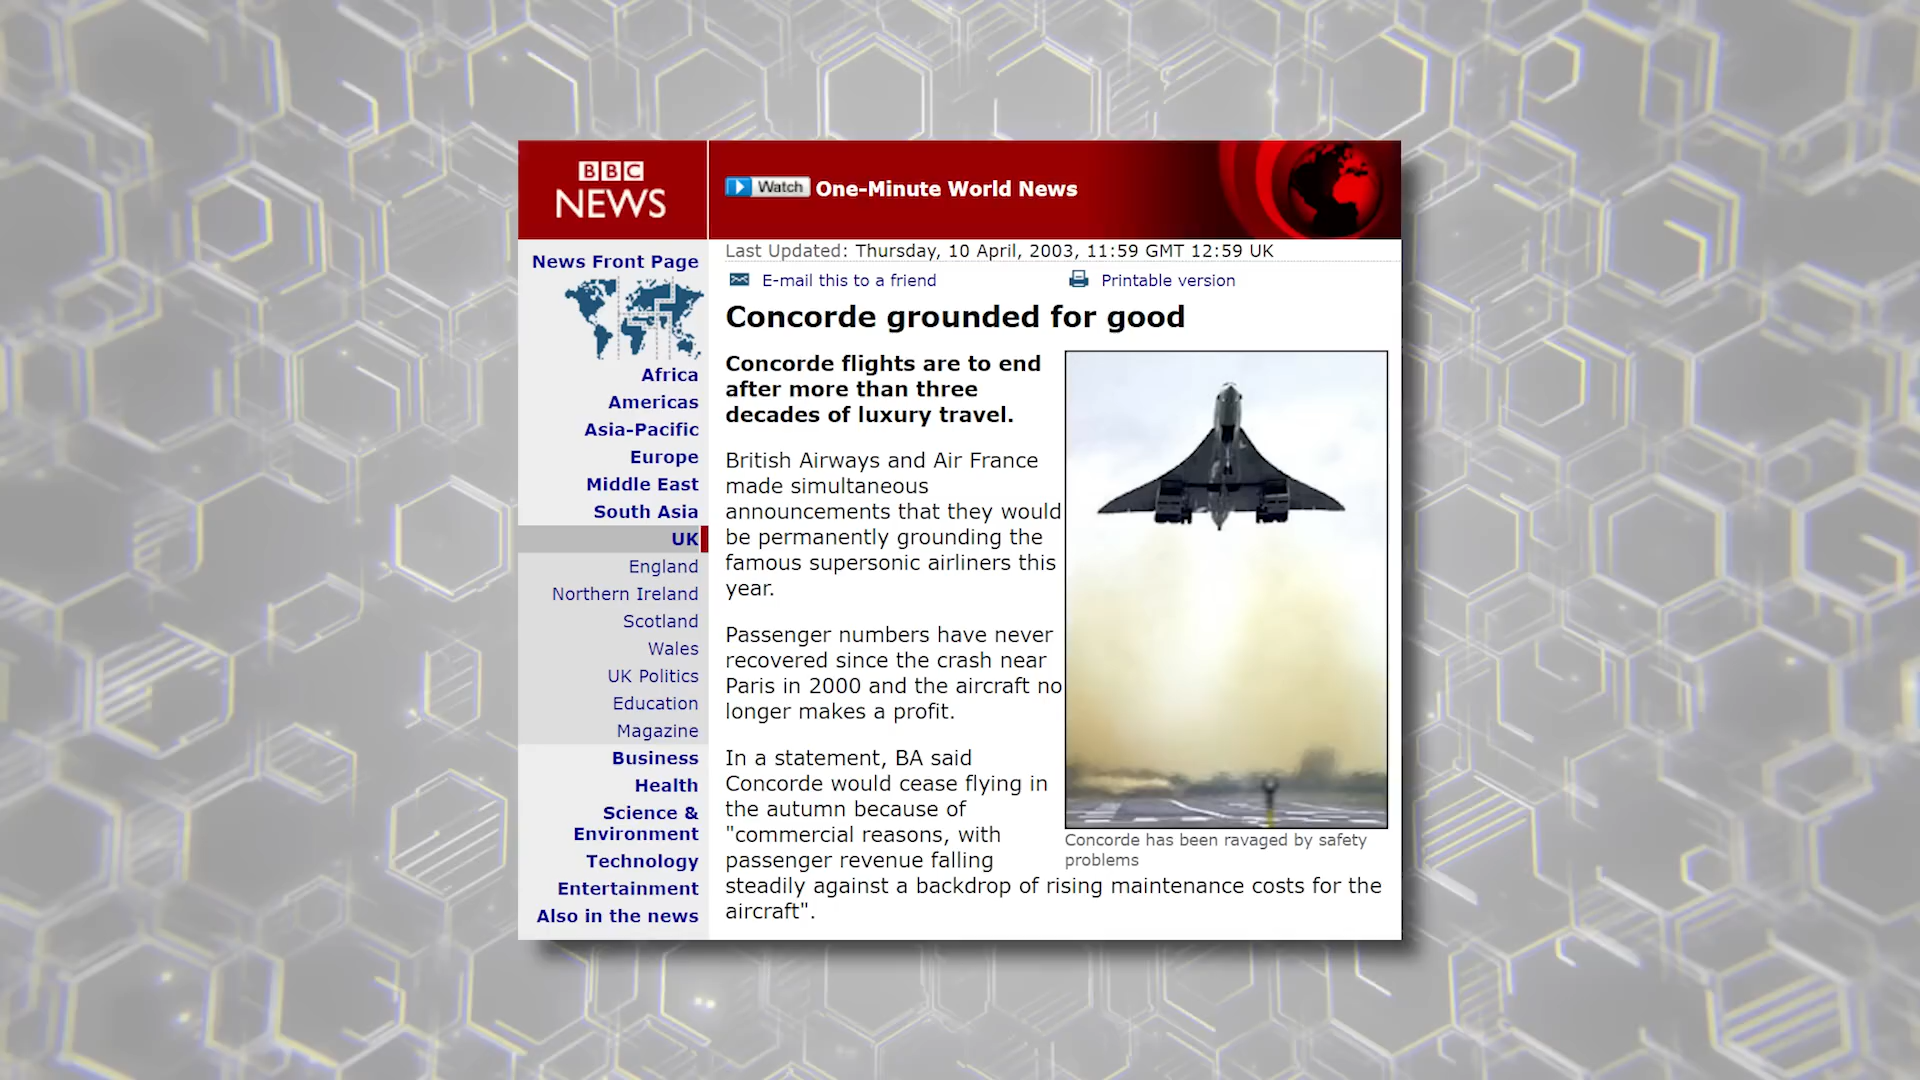 BBC
NEWS
Watch One-Minute World News
Last Updated: Thursday, 10 April, 2003, 11:59 GMT 12:59 UK
E-mail this to a friend
Printable version
News Front Page
Africa
Americas
Asia-Pacific
Europe
Middle East
South Asia
UK
England
Northern Ireland
Scotland
Wales
UK Politics
Education
Magazine
Business
Health
Science &
Environment
Technology
Entertainment
Also in the news
Concorde grounded for good
Concorde flights are to end
after more than three
decades of luxury travel.
British Airways and Air France
made simultaneous
announcements that they would
be permanently grounding the
famous supersonic airliners this
year.
Passenger numbers have never
recovered since the crash near
Paris in 2000 and the aircraft no
longer makes a profit.
In a statement, BA said
Concorde would cease flying in
the autumn because of
"commercial reasons, with
passenger revenue falling
steadily against a backdrop of rising maintenance costs for the
aircraft".
Concorde has been ravaged by safety
problems